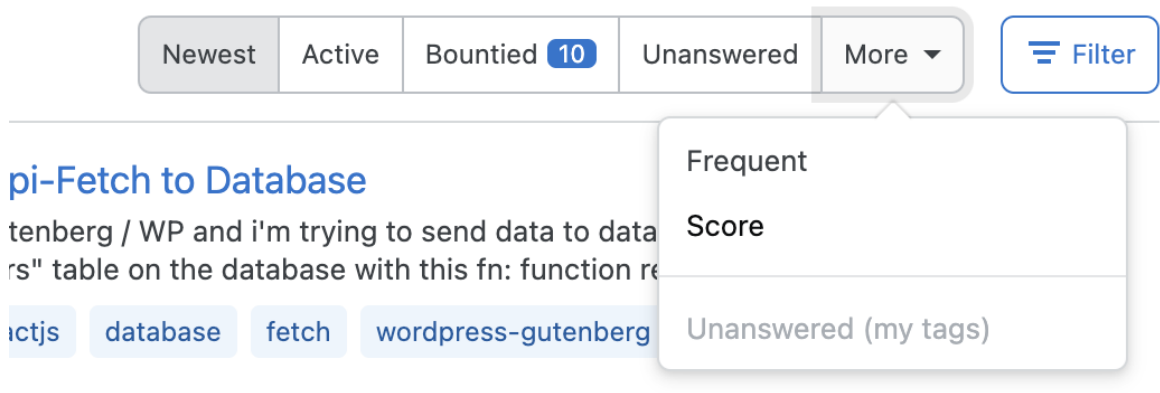 Newest Active Bountied 10 Unanswered More Filter
Frequent
Score
Unanswered (my tags)
pi-Fetch to Database
tenberg / WP and i'm trying to send data to data
rs" table on the database with this fn: function
actjs database fetch wordpress-gutenberg